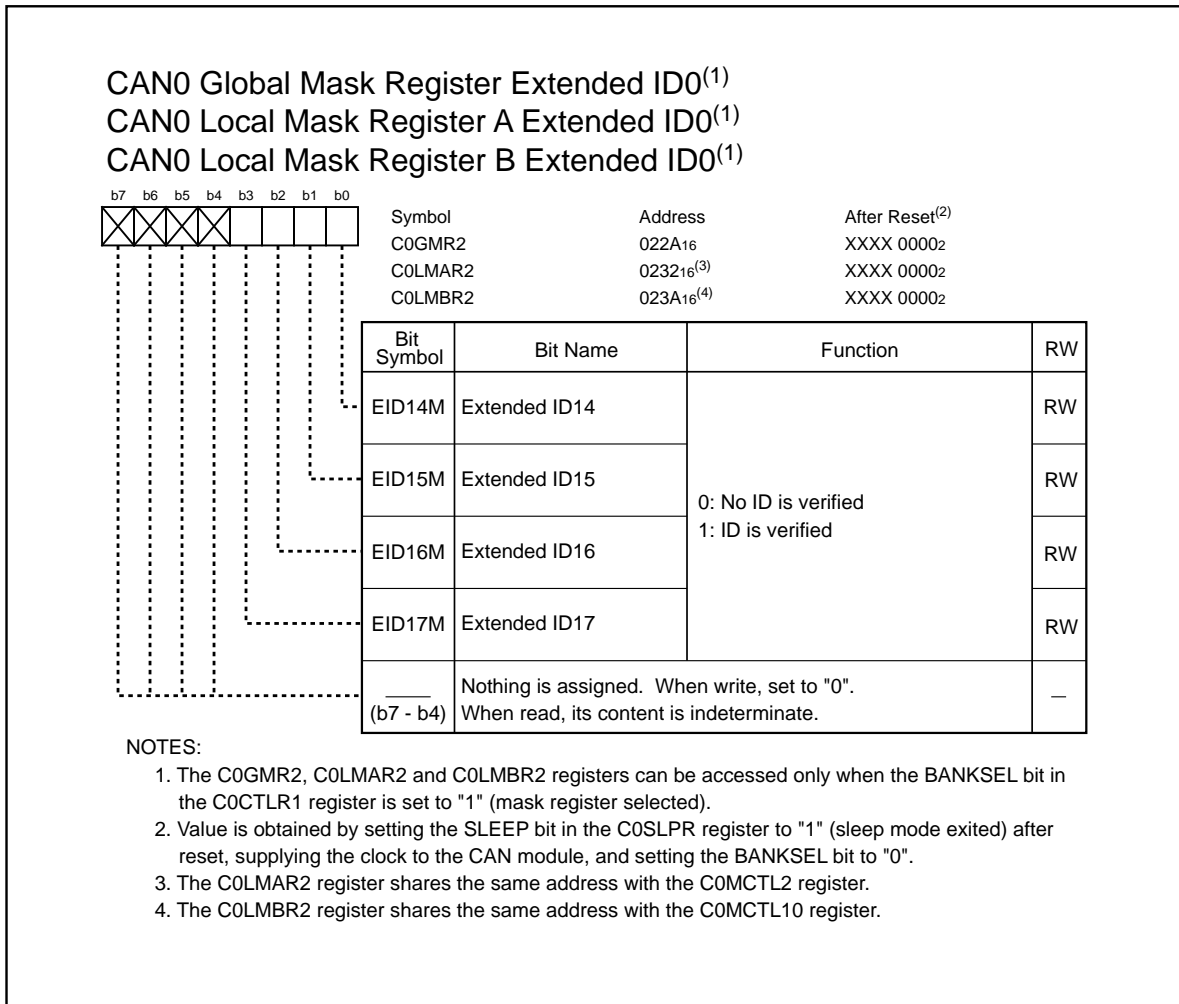 CAN0 Global Mask Register Extended ID0(1)
CAN0 Local Mask Register A Extended ID0(1)
CAN0 Local Mask Register B Extended ID0(1)
b7 b6 b5 b4 b3 b2 b1 b0
Symbol Address After Reset(2)
C0GMR2 022A16 XXXX 00002
C0LMAR2 023216(3) XXXX 00002
C0LMBR2 023A16(4) XXXX 00002
Bit Symbol Bit Name Function RW
EID14M Extended ID14 RW
EID15M Extended ID15 RW
0: No ID is verified
1: ID is verified
EID16M Extended ID16 RW
EID17M Extended ID17 RW
Nothing is assigned. When write, set to "0".
(b7 - b4) When read, its content is indeterminate. –
NOTES:
1. The C0GMR2, C0LMAR2 and C0LMBR2 registers can be accessed only when the BANKSEL bit in
the C0CTLR1 register is set to "1" (mask register selected).
2. Value is obtained by setting the SLEEP bit in the C0SLPR register to "1" (sleep mode exited) after
reset, supplying the clock to the CAN module, and setting the BANKSEL bit to "0".
3. The C0LMAR2 register shares the same address with the C0MCTL2 register.
4. The C0LMBR2 register shares the same address with the C0MCTL10 register.